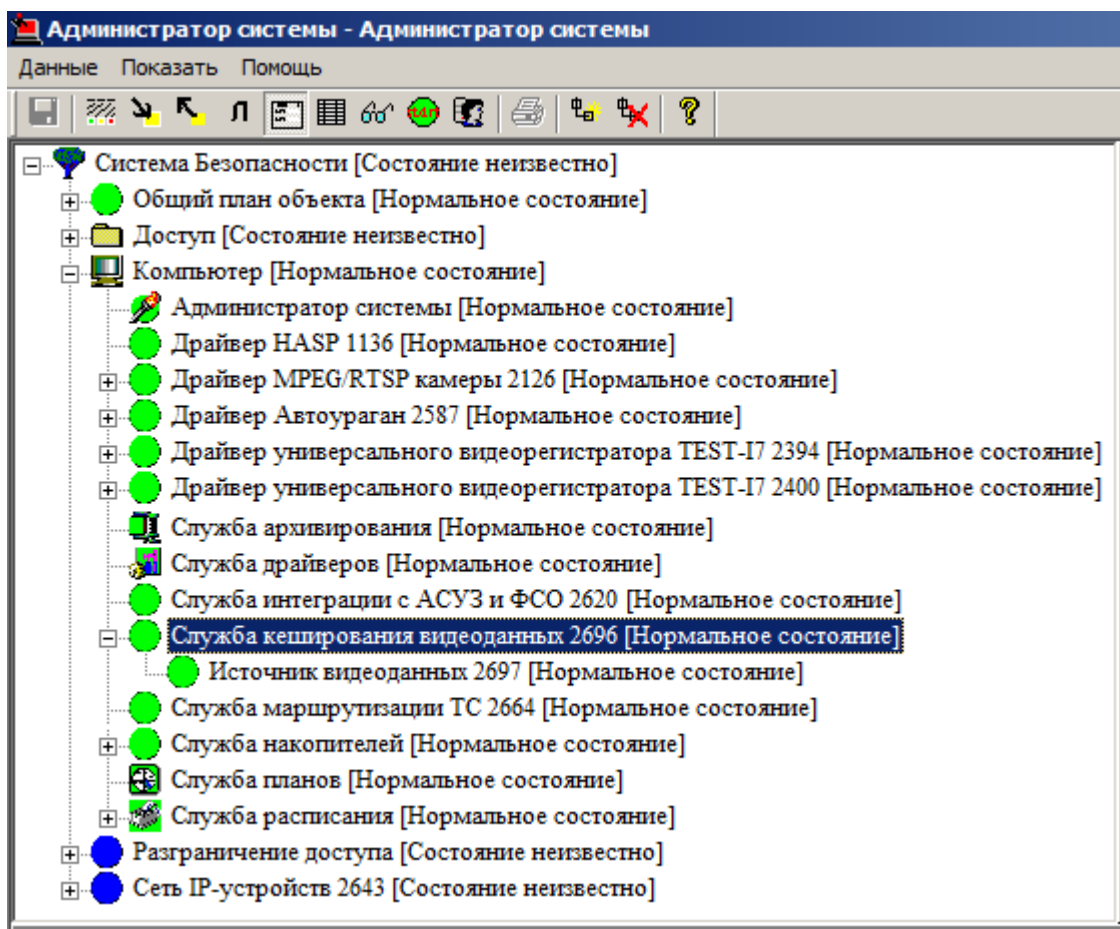 Администратор системы - Администратор системы
Данные Показать Помощь
Л tdr ?
Система Безопасности [Состояние неизвестно]
Общий план объекта [Нормальное состояние]
Доступ [Состояние неизвестно]
Компьютер [Нормальное состояние]
Администратор системы [Нормальное состояние]
Драйвер HASP 1136 [Нормальное состояние]
Драйвер MPEG/RTSP камеры 2126 [Нормальное состояние]
Драйвер Автоураган 2587 [Нормальное состояние]
Драйвер универсального видеорегистратора TEST-I7 2394 [Нормальное состояние]
Драйвер универсального видеорегистратора TEST-I7 2400 [Нормальное состояние]
Служба архивирования [Нормальное состояние]
Служба драйверов [Нормальное состояние]
Служба интеграции с АСУЗ и ФСО 2620 [Нормальное состояние]
Служба кеширования видеоданных 2696 [Нормальное состояние]
Источник видеоданных 2697 [Нормальное состояние]
Служба маршрутизации ТС 2664 [Нормальное состояние]
Служба накопителей [Нормальное состояние]
Служба планов [Нормальное состояние]
Служба расписания [Нормальное состояние]
Разграничение доступа [Состояние неизвестно]
Сеть IP-устройств 2643 [Состояние неизвестно]